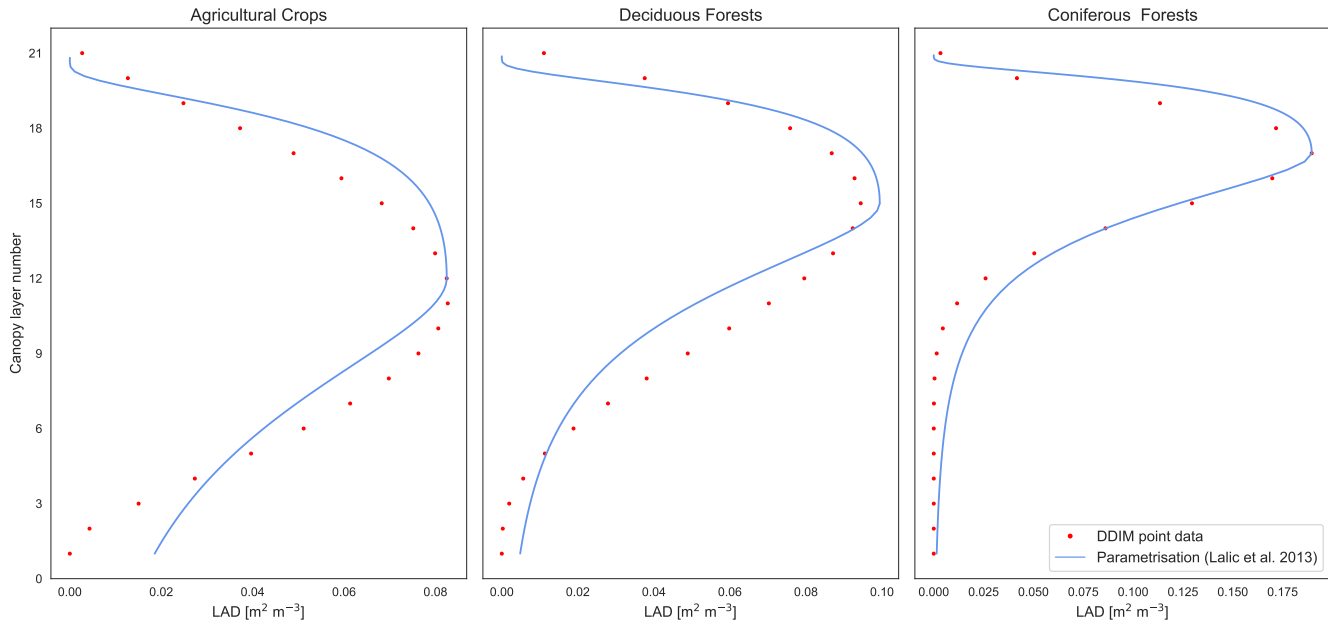 Agricultural Crops
Deciduous Forests
Coniferous  Forests
Canopy layer number
21
18
15
12
9
6
3
0
0.00 0.02 0.04 0.06 0.08
LAD [m² m⁻³]
0.00 0.02 0.04 0.06 0.08 0.10
LAD [m² m⁻³]
0.00 0.025 0.050 0.075 0.100 0.125 0.150 0.175
LAD [m² m⁻³]
DDIM point data
Parametrisation (Lalic et al. 2013)